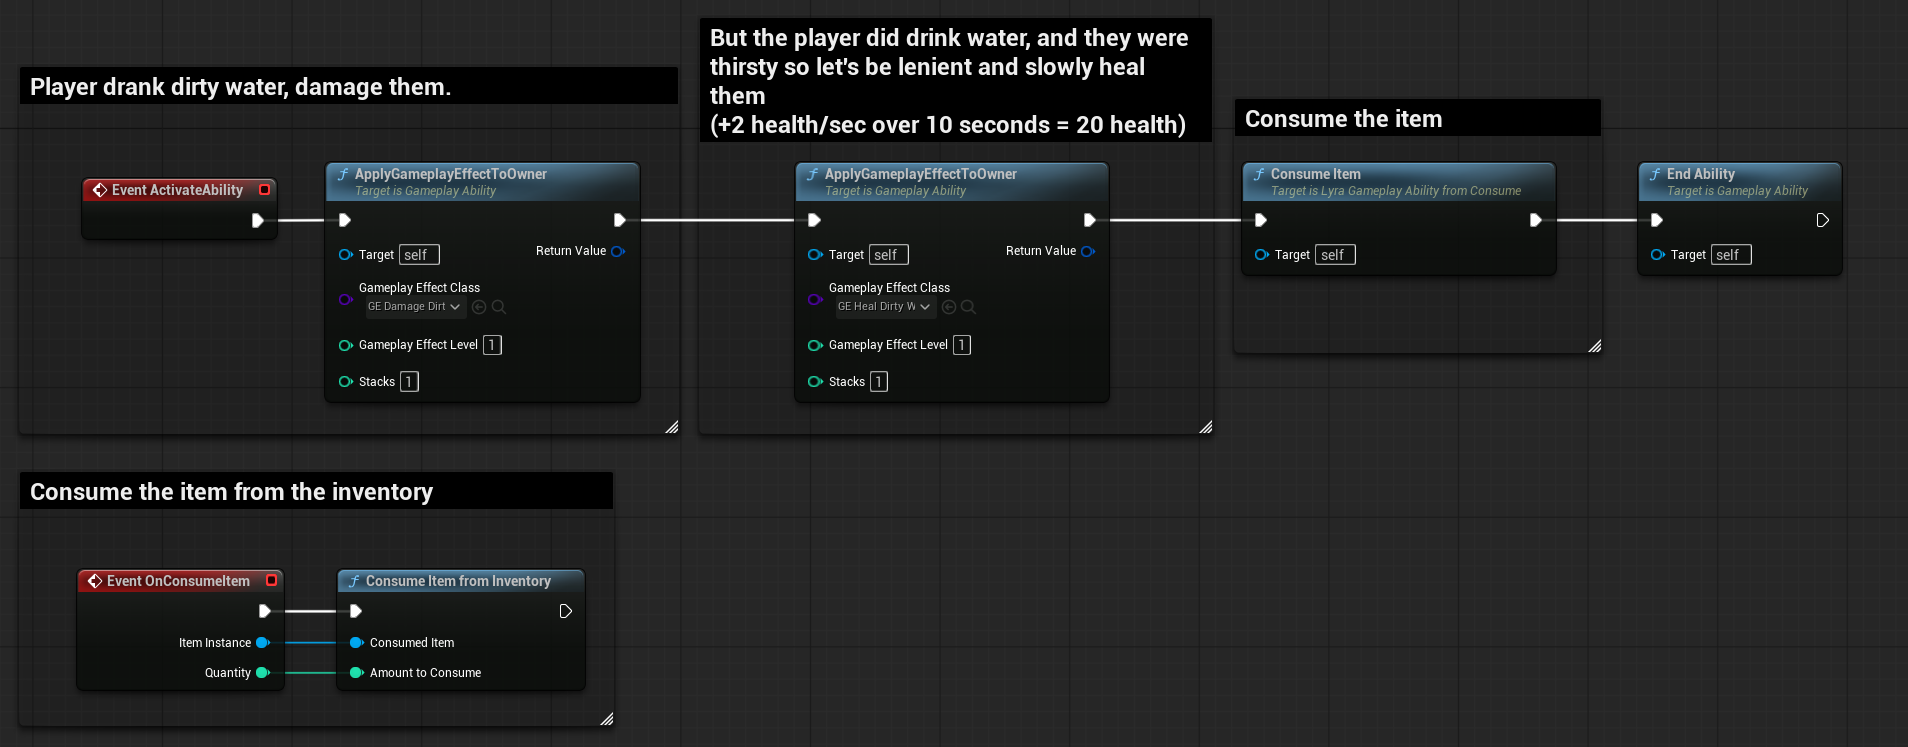 Player drank dirty water, damage them.
But the player did drink water, and they were
thirsty so let's be lenient and slowly heal
them
(+2 health/sec over 10 seconds = 20 health)
Consume the item
Event ActivateAbility
ApplyGameplayEffectToOwner
Target is Gameplay Ability
Target self
Return Value
Gameplay Effect Class
GE Damage Dirt
Gameplay Effect Level 1
Stacks 1
ApplyGameplayEffectToOwner
Target is Gameplay Ability
Target self
Return Value
Gameplay Effect Class
GE Heal Dirty W
Gameplay Effect Level 1
Stacks 1
Consume Item
Target is Lyra Gameplay Ability from Consume
Target self
End Ability
Target is Gameplay Ability
Target self
Consume the item from the inventory
Event OnConsumeItem
Item Instance
Quantity
Consume Item from Inventory
Consumed Item
Amount to Consume